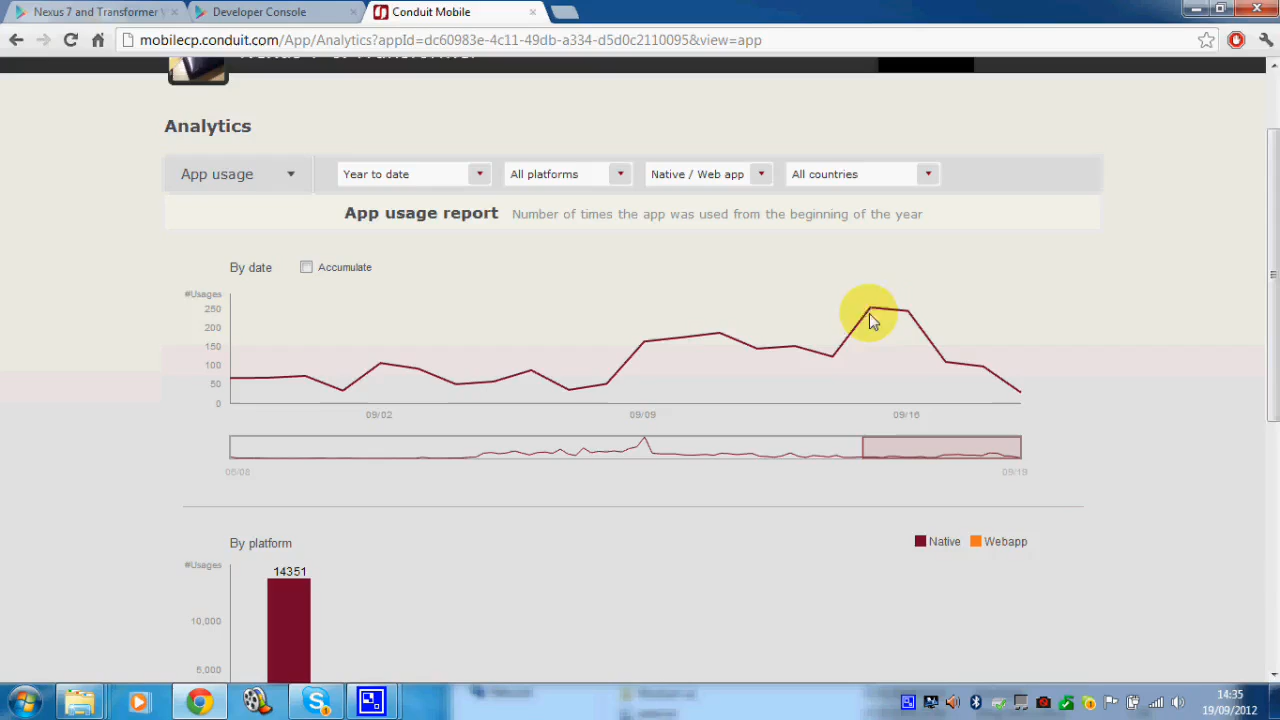 Nexus 7 and Transformer
Developer Console
Conduit Mobile
mobilecp.conduit.com/App/Analytics?appId=dc60983e-4c11-49db-a334-d5d0c2110095&view=app
Analytics
App usage
Year to date
All platforms
Native / Web app
All countries
App usage report Number of times the app was used from the beginning of the year
By date
Accumulate
#Usages
250
200
150
100
50
0
09/02
09/09
09/16
09/19
By platform
Native
Webapp
#Usages
14351
10,000
5,000
14:35
19/09/2012